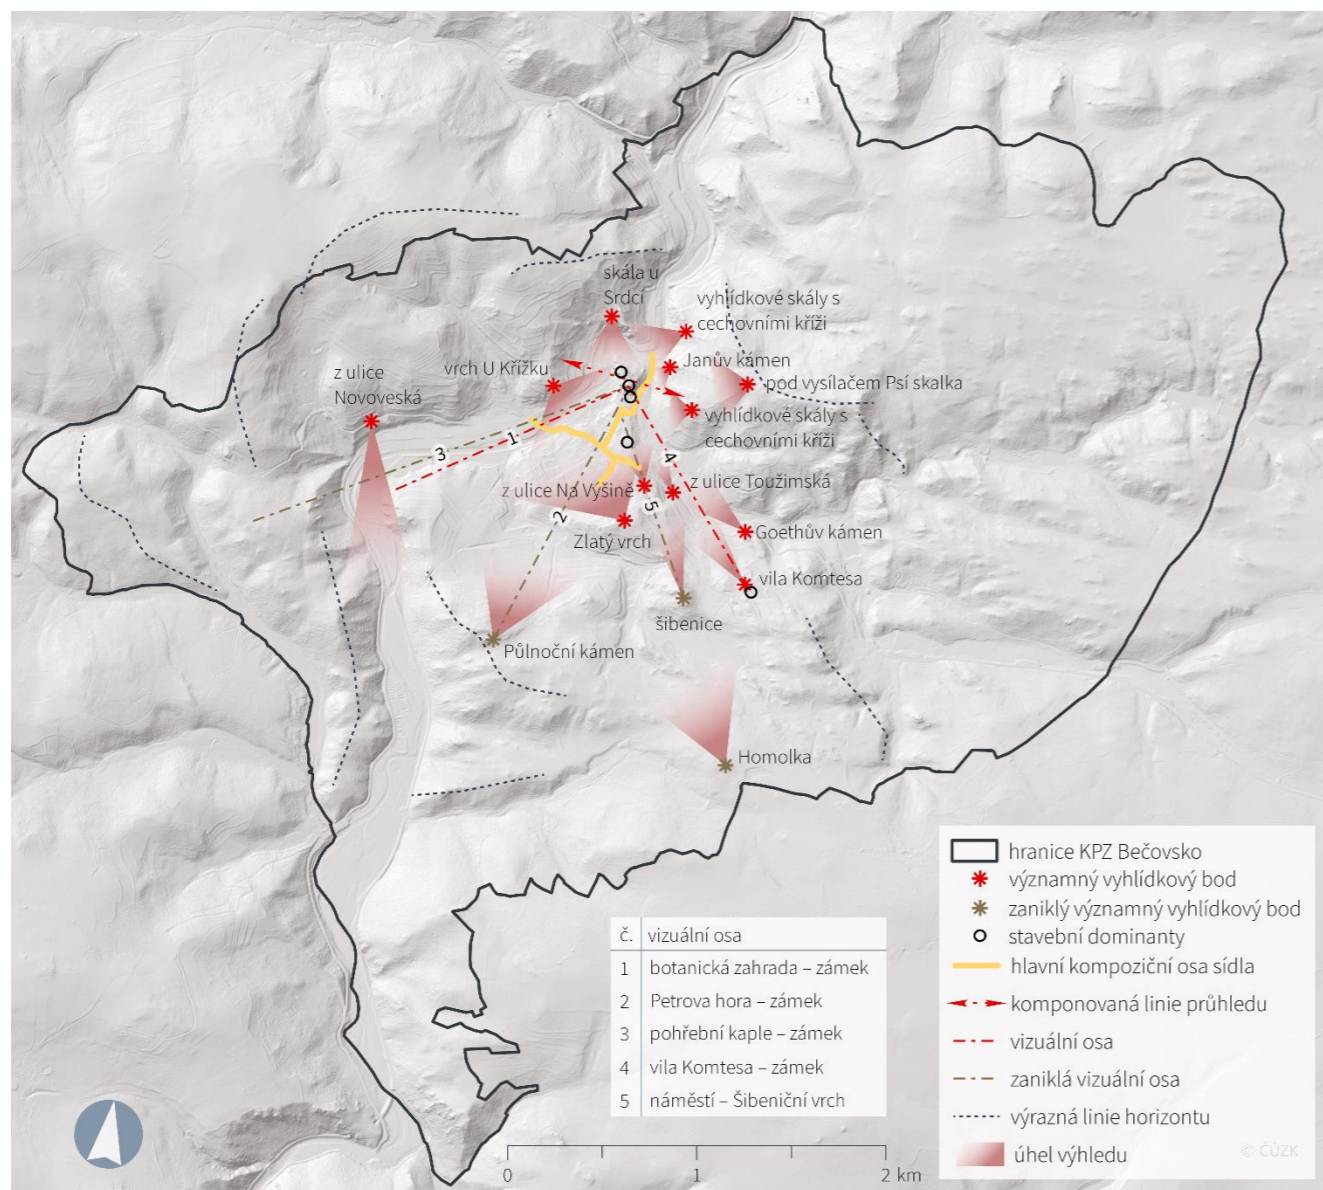 skála u
Srdcí
vyhlídkové skály s
cechovními kříži
vrch U Křížku
Janův kámen
z ulice
Novoveská
pod vysílačem Psí skalka
vyhlídkové skály s
cechovními kříži
3
1
4
z ulice Na Výšině
z ulice Toužimská
2
5
Zlatý vrch
Goethův kámen
vila Komtesa
šibenice
Půlnoční kámen
Homolka
hranice KPZ Bečovsko
významný vyhlídkový bod
zaniklý významný vyhlídkový bod
stavební dominanty
hlavní kompoziční osa sídla
komponovaná linie průhledu
vizuální osa
zaniklá vizuální osa
výrazná linie horizontu
úhel výhledu
© ČÚZK
č. vizuální osa
1 botanická zahrada – zámek
2 Petrova hora – zámek
3 pohřební kaple – zámek
4 vila Komtesa – zámek
5 náměstí – Šibeniční vrch
0 1 2 km